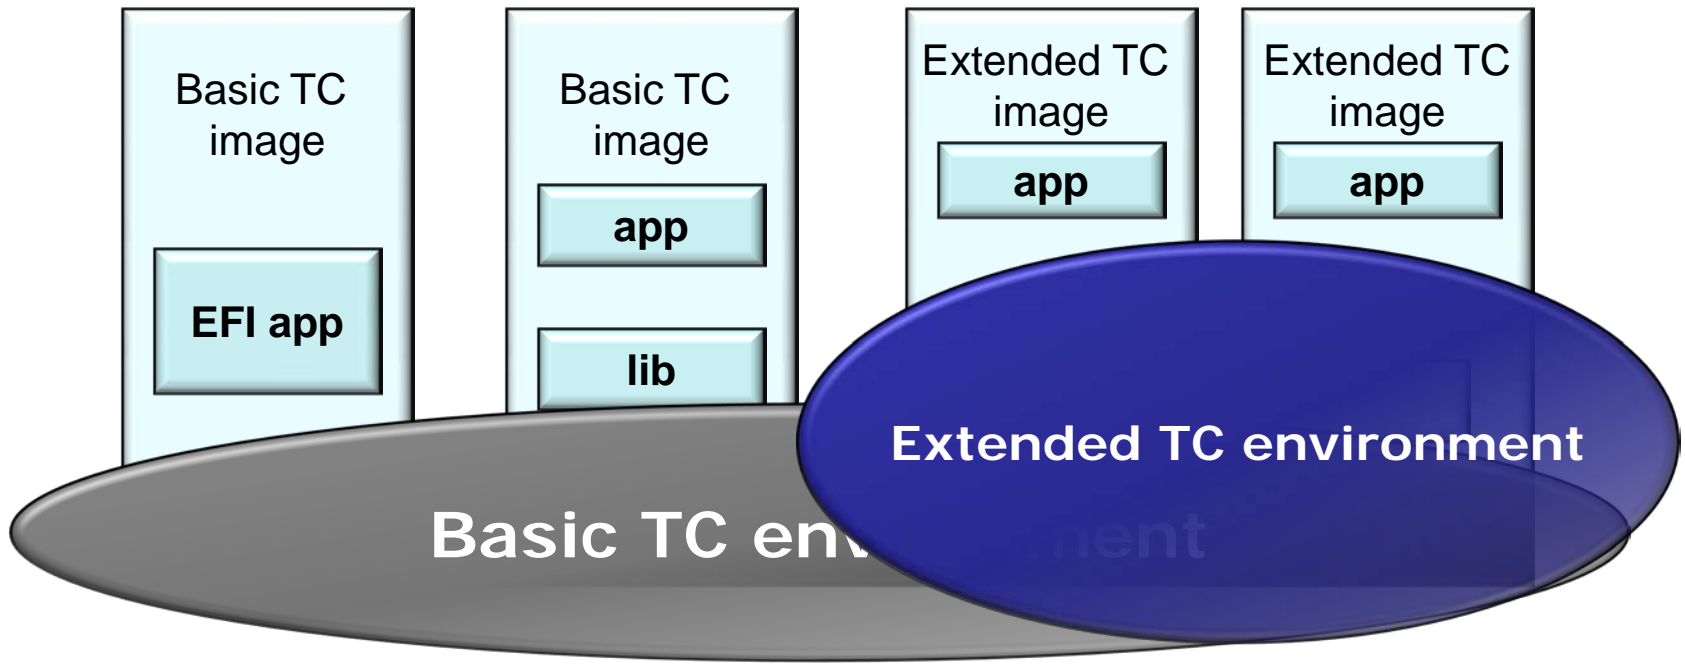 Basic TC
image
EFI app
Basic TC
image
app
lib
Extended TC
image
app
Extended TC
image
app
Extended TC environment
Basic TC environment